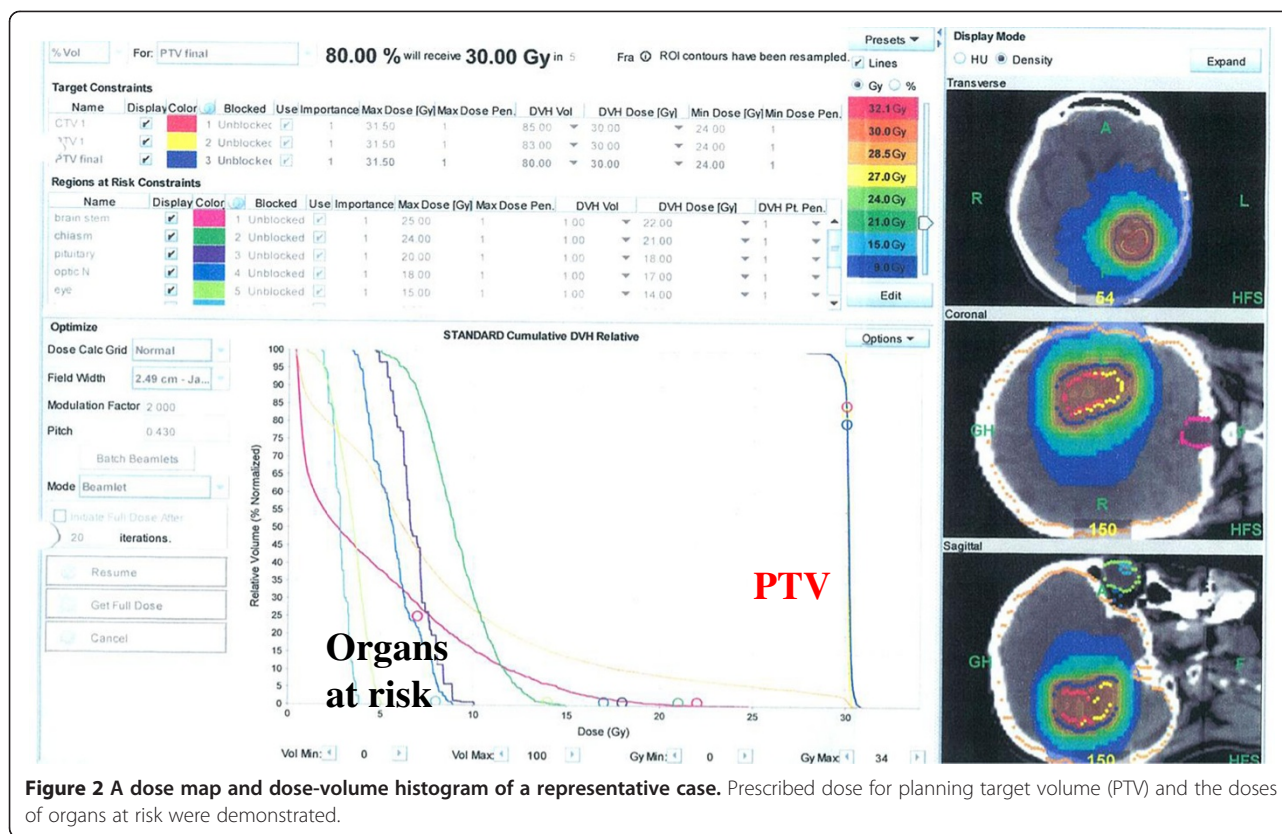 % Vol For: PTV final 80.00 % will receive 30.00 Gy in 5 Fra ROI contours have been resampled.
Target Constraints
Name Display Color Blocked Use Importance Max Dose [Gy] Max Dose Pen. DVH Vol DVH Dose [Gy] Min Dose [Gy] Min Dose Pen.
CTV 1 1 Unblocked 1 31.50 1 85.00 30.00 24.00 1
TV 1 2 Unblocked 1 31.50 1 83.00 30.00 24.00 1
PTV final 3 Unblocked 1 31.50 1 80.00 30.00 24.00 1
Regions at Risk Constraints
Name Display Color Blocked Use Importance Max Dose [Gy] Max Dose Pen. DVH Vol DVH Dose [Gy] DVH Pt. Pen.
brain stem 1 Unblocked 1 25.00 1 1.00 22.00 1
chiasm 2 Unblocked 1 24.00 1 1.00 21.00 1
pituitary 3 Unblocked 1 20.00 1 1.00 18.00 1
optic N 4 Unblocked 1 18.00 1 1.00 17.00 1
eye 5 Unblocked 1 15.00 1 1.00 14.00 1
Presets
Lines
Gy %
32.1 Gy
30.0 Gy
28.5 Gy
27.0 Gy
24.0 Gy
21.0 Gy
15.0 Gy
9.0 Gy
Edit
Display Mode
HU Density Expand
Transverse
A
R L
54 HFS
Coronal
GH
R
150 HFS
Sagittal
A
GH F
150 HFS
Optimize
Dose Calc Grid Normal
Field Width 2.49 cm - Ja...
Modulation Factor 2.000
Pitch 0.430
Batch Beamlets
Mode Beamlet
Initiate Full Dose After
20 iterations.
Resume
Get Full Dose
Cancel
STANDARD Cumulative DVH Relative
Options
Relative Volume (% Normalized)
100
95
90
85
80
75
70
65
60
55
50
45
40
35
30
25
20
15
10
5
0
PTV
Organs
at risk
0 5 10 15 20 25 30
Dose (Gy)
Vol Min: 0 Vol Max: 100 Gy Min: 0 Gy Max: 34
Figure 2 A dose map and dose-volume histogram of a representative case. Prescribed dose for planning target volume (PTV) and the doses
of organs at risk were demonstrated.